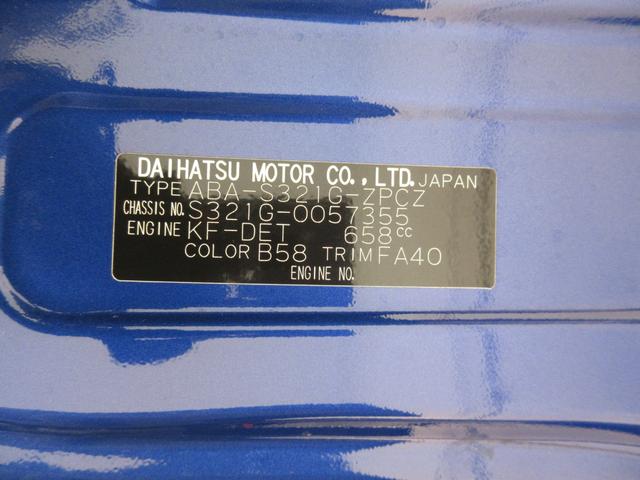 DAIHATSU MOTOR CO.,LTD. JAPAN
TYPE ABA-S321G-ZPCZ
CHASSIS NO. S321G-0057355
ENGINE KF-DET 658cc
COLOR B58 TRIM FA40
ENGINE NO.